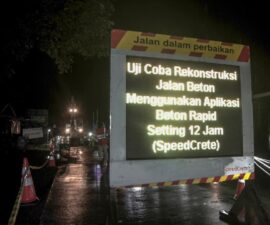 Jalan dalam perbaikan
Uji Coba Rekonstruksi
Jalan Beton
Menggunakan Aplikasi
Beton Rapid
Setting 12 Jam
(SpeedCrete)